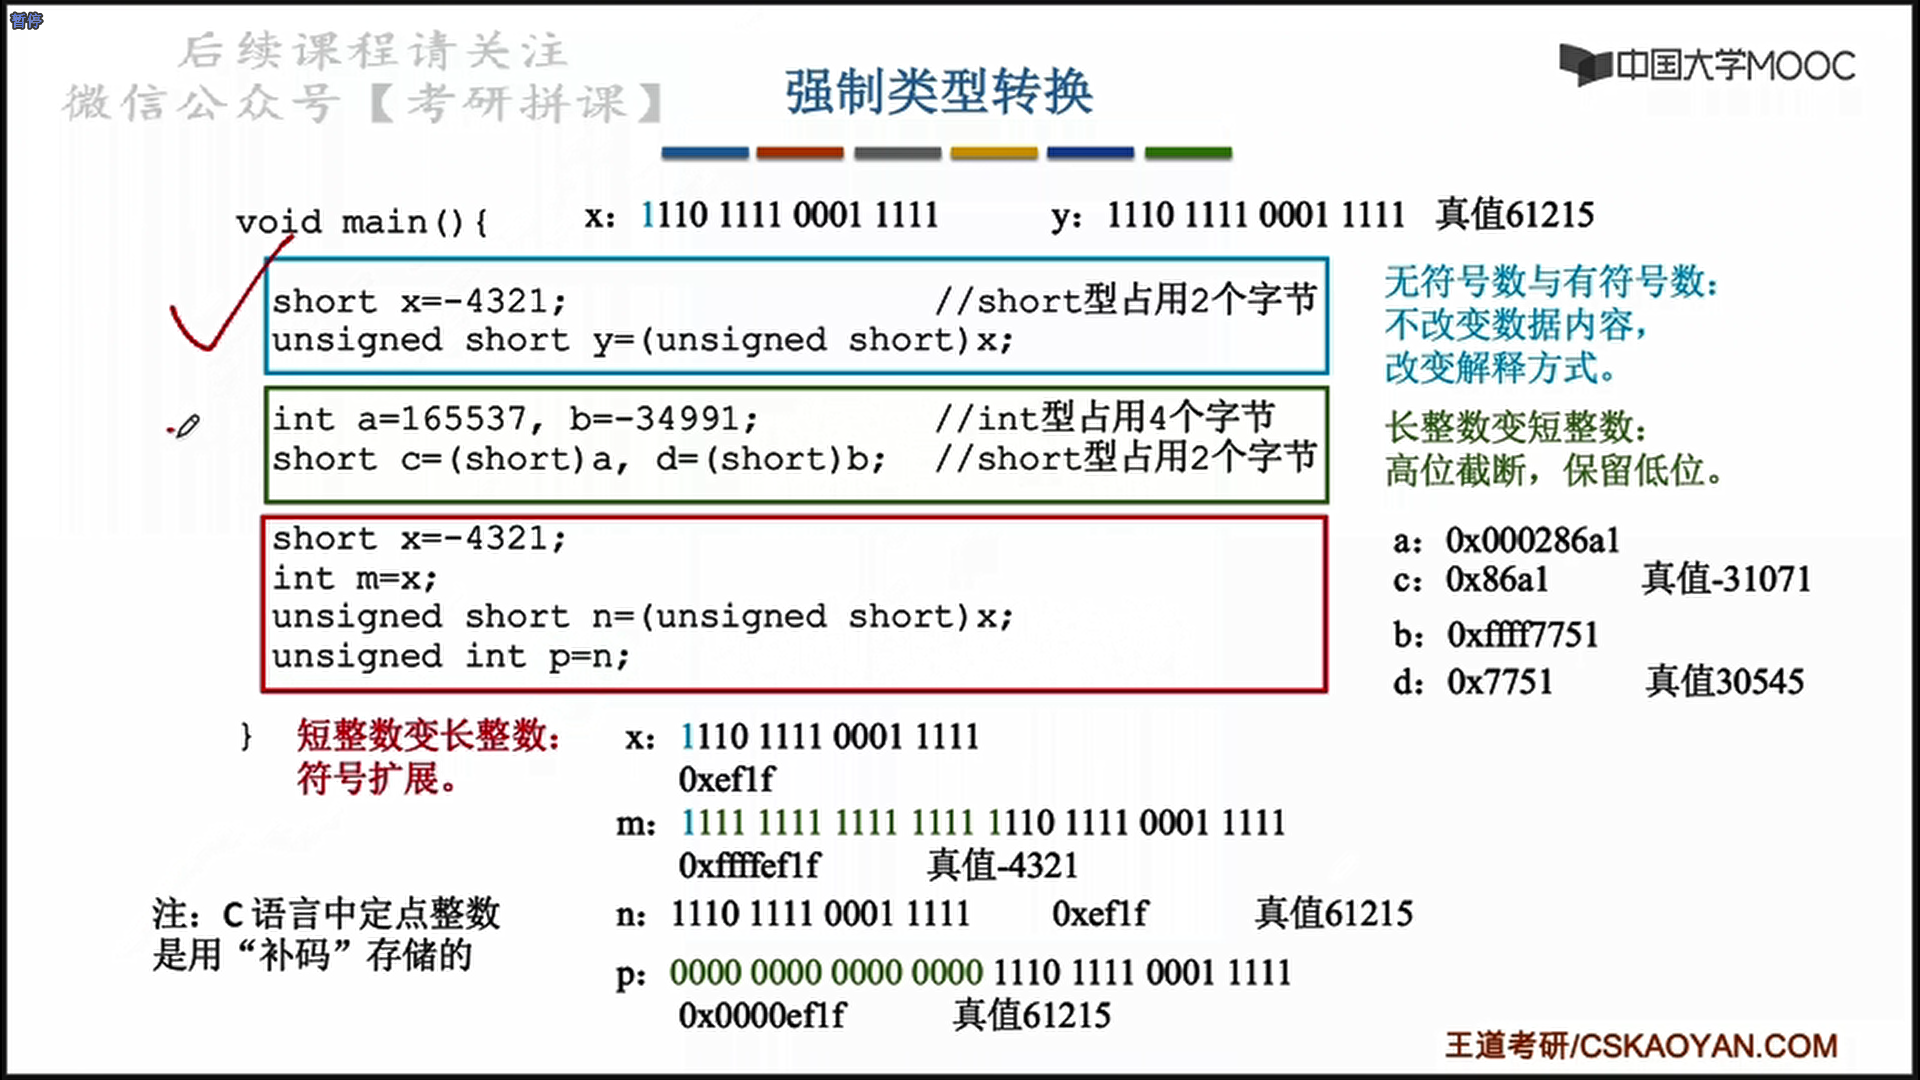 暂停
后续课程请关注
微信公众号【考研拼课】
中国大学MOOC
强制类型转换
void main(){
x: 1110 1111 0001 1111
y: 1110 1111 0001 1111 真值61215
short x=-4321; //short型占用2个字节
unsigned short y=(unsigned short)x;
无符号数与有符号数:
不改变数据内容,
改变解释方式。
int a=165537, b=-34991; //int型占用4个字节
short c=(short)a, d=(short)b; //short型占用2个字节
长整数变短整数:
高位截断，保留低位。
short x=-4321;
int m=x;
unsigned short n=(unsigned short)x;
unsigned int p=n;
a: 0x000286a1
c: 0x86a1 真值-31071
b: 0xffff7751
d: 0x7751 真值30545
}
短整数变长整数:
符号扩展。
x: 1110 1111 0001 1111
0xef1f
m: 1111 1111 1111 1111 1110 1111 0001 1111
0xffffef1f 真值-4321
n: 1110 1111 0001 1111 0xef1f 真值61215
p: 0000 0000 0000 0000 1110 1111 0001 1111
0x0000ef1f 真值61215
注: C 语言中定点整数
是用“补码”存储的
王道考研/CSKAOYAN.COM